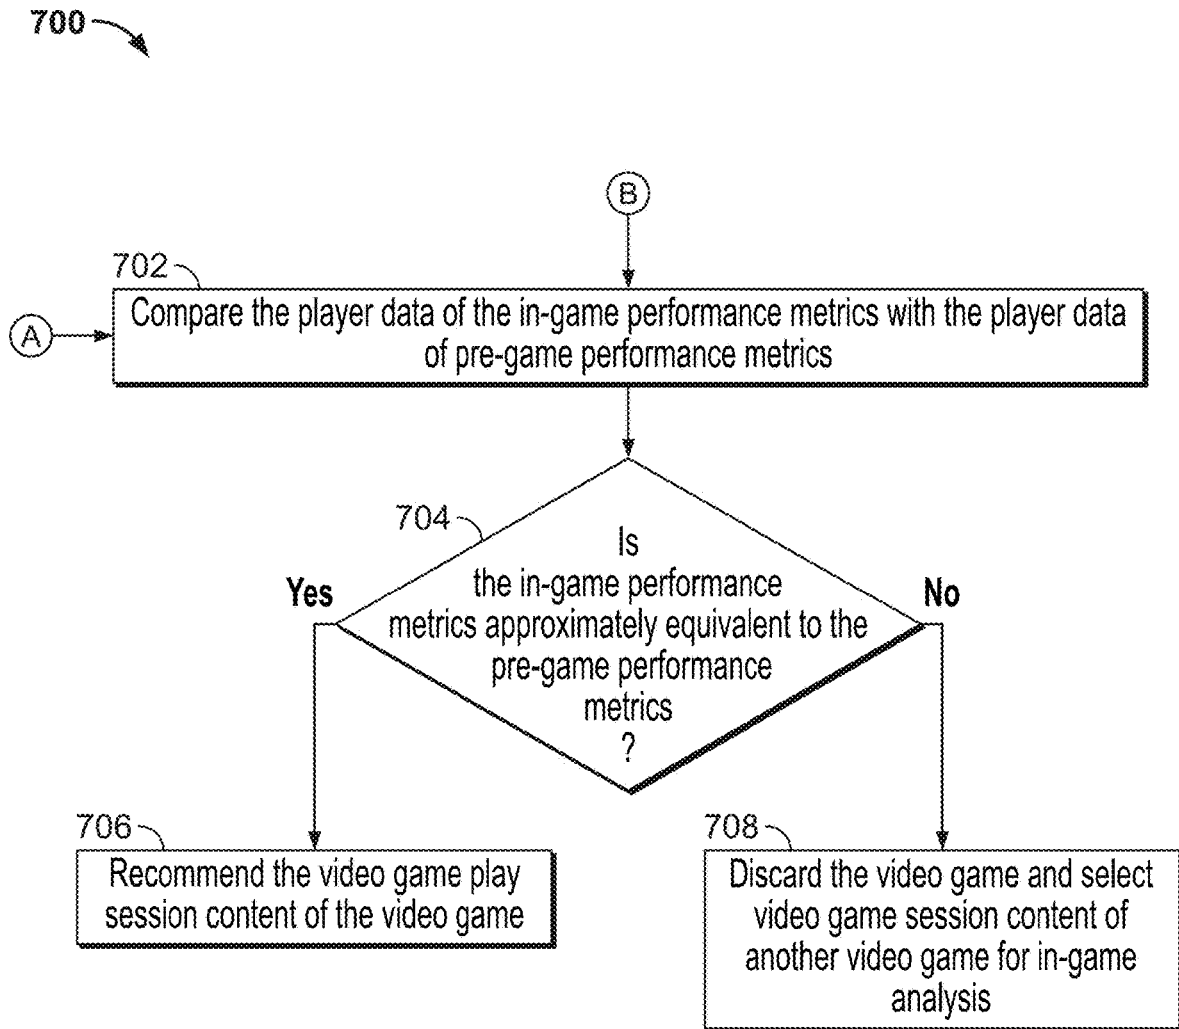 700
B
702
A
Compare the player data of the in-game performance metrics with the player data
of pre-game performance metrics
704
Is
the in-game performance
metrics approximately equivalent to the
pre-game performance
metrics
?
Yes
No
706
Recommend the video game play
session content of the video game
708
Discard the video game and select
video game session content of
another video game for in-game
analysis